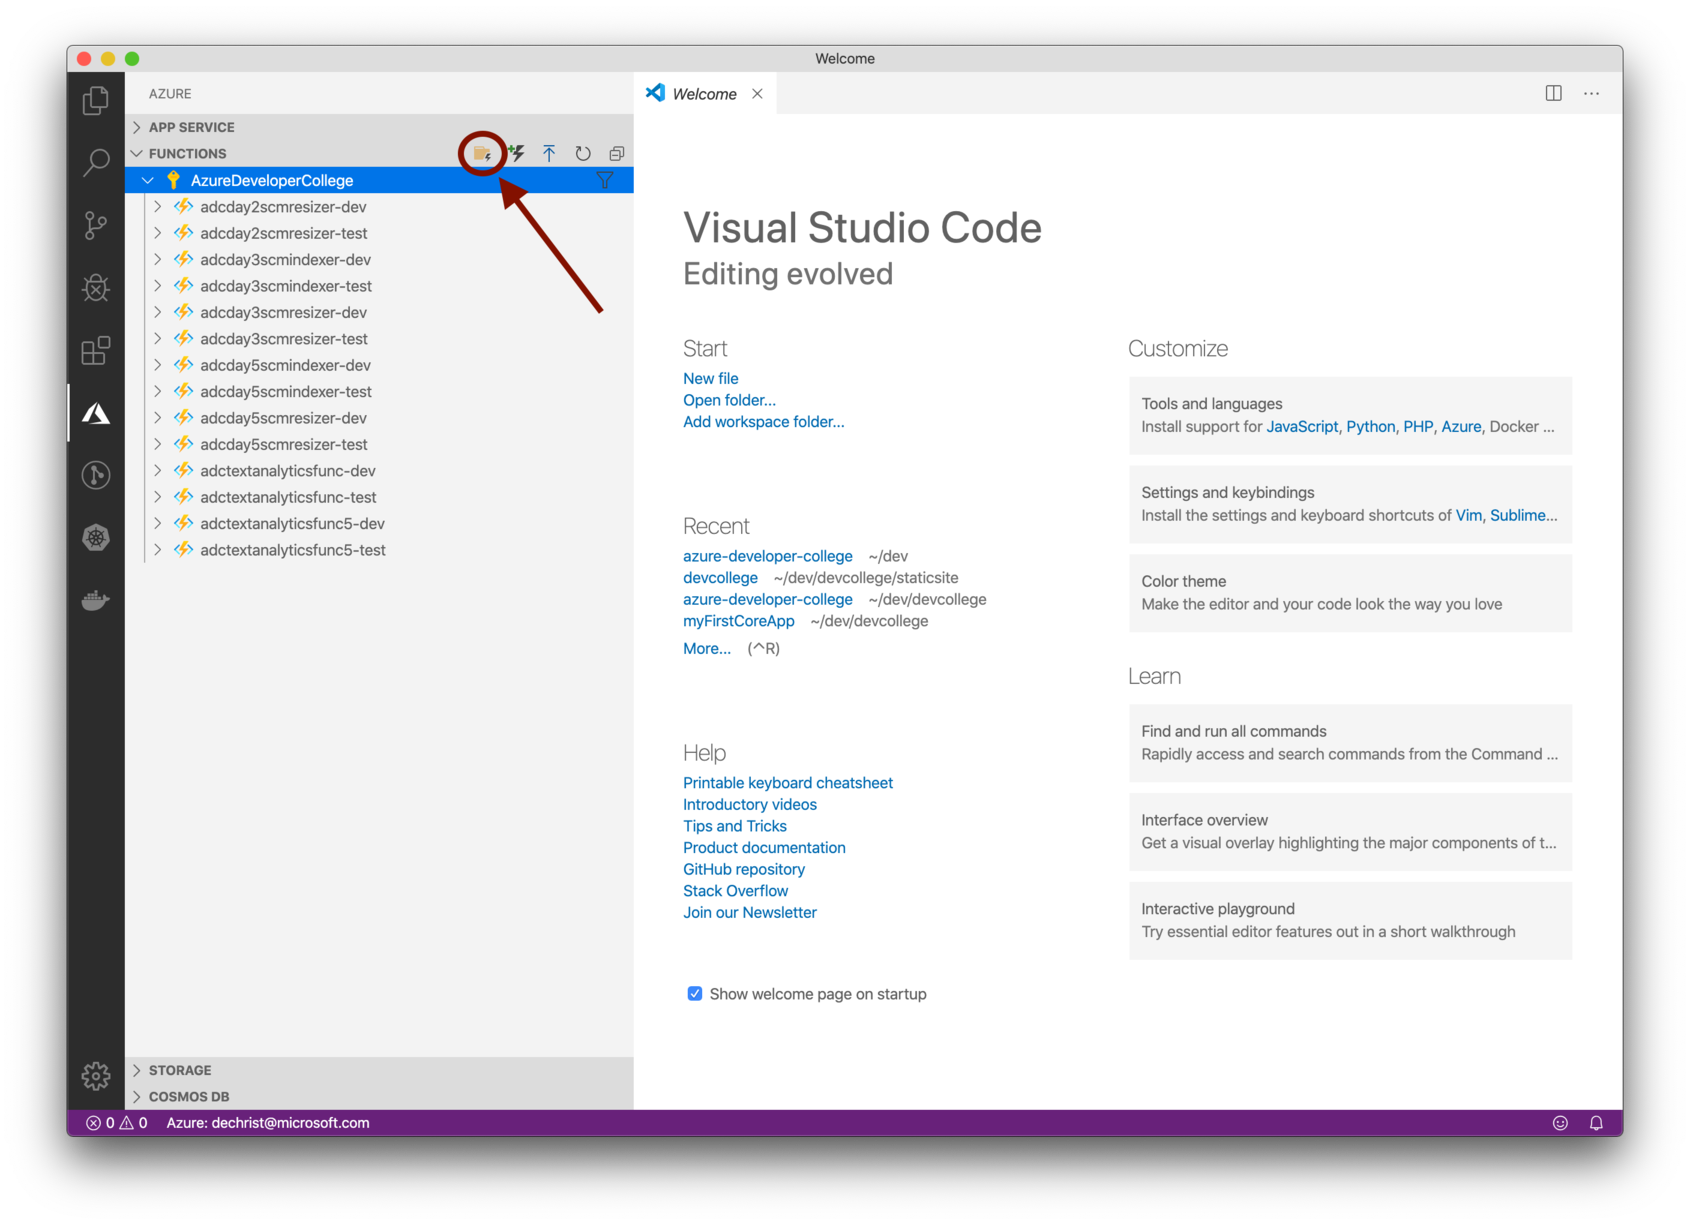 Welcome
AZURE
APP SERVICE
FUNCTIONS
AzureDeveloperCollege
adcday2scmresizer-dev
adcday2scmresizer-test
adcday3scmindexer-dev
adcday3scmindexer-test
adcday3scmresizer-dev
adcday3scmresizer-test
adcday5scmindexer-dev
adcday5scmindexer-test
adcday5scmresizer-dev
adcday5scmresizer-test
adctextanalyticsfunc-dev
adctextanalyticsfunc-test
adctextanalyticsfunc5-dev
adctextanalyticsfunc5-test
STORAGE
COSMOS DB
Welcome
Visual Studio Code
Editing evolved
Start
New file
Open folder...
Add workspace folder...
Recent
azure-developer-college ~/dev
devcollege ~/dev/devcollege/staticsite
azure-developer-college ~/dev/devcollege
myFirstCoreApp ~/dev/devcollege
More... (^R)
Help
Printable keyboard cheatsheet
Introductory videos
Tips and Tricks
Product documentation
GitHub repository
Stack Overflow
Join our Newsletter
Show welcome page on startup
Customize
Tools and languages
Install support for JavaScript, Python, PHP, Azure, Docker ...
Settings and keybindings
Install the settings and keyboard shortcuts of Vim, Sublime...
Color theme
Make the editor and your code look the way you love
Learn
Find and run all commands
Rapidly access and search commands from the Command ...
Interface overview
Get a visual overlay highlighting the major components of t...
Interactive playground
Try essential editor features out in a short walkthrough
0 0 Azure: dechrist@microsoft.com